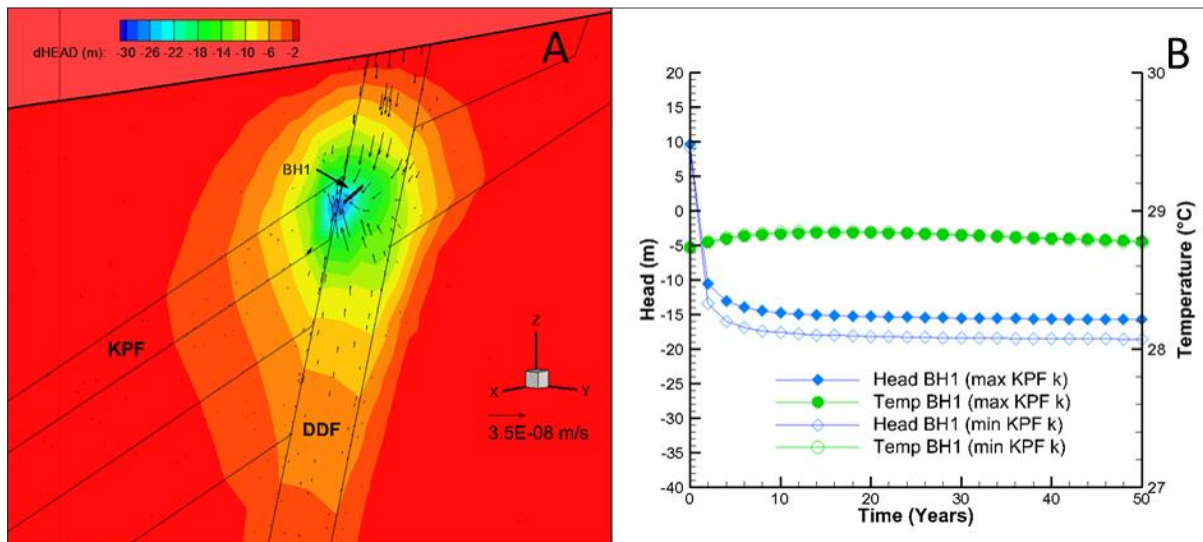 A
dHEAD (m): -30 -26 -22 -18 -14 -10 -6 -2
BH1
KPF
DDF
Z
X
Y
3.5E-08 m/s
B
20
15
10
5
0
-5
-10
-15
-20
-25
-30
-35
-40
Head (m)
30
29
28
27
Temperature (°C)
Head BH1 (max KPF k)
Temp BH1 (max KPF k)
Head BH1 (min KPF k)
Temp BH1 (min KPF k)
0 10 20 30 40 50
Time (Years)